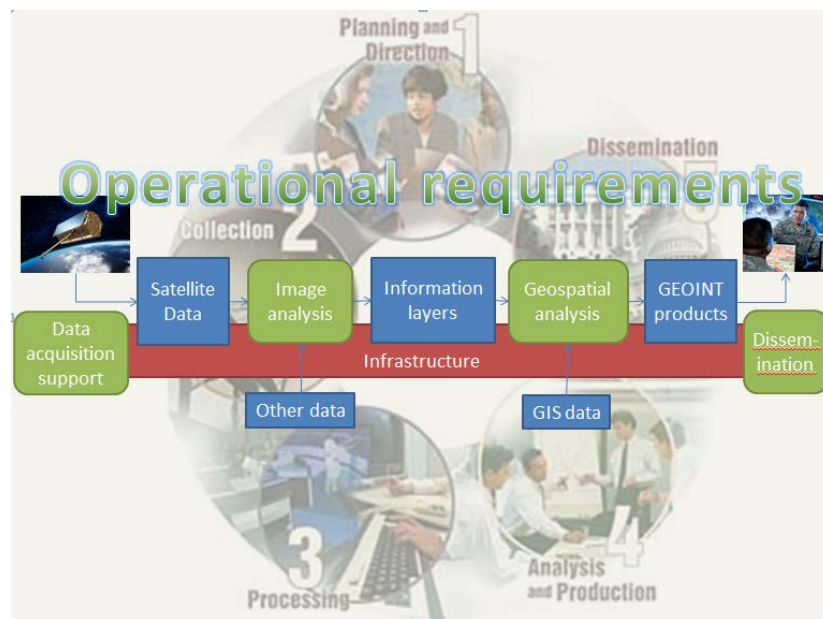 Planning and
Direction
1
Dissemination
5
Operational requirements
Collection
2
Satellite
Data
Image
analysis
Information
layers
Geospatial
analysis
GEOINT
products
Data
acquisition
support
Infrastructure
Dissem-
ination
Other data
GIS data
3
Processing
4
Analysis
and Production